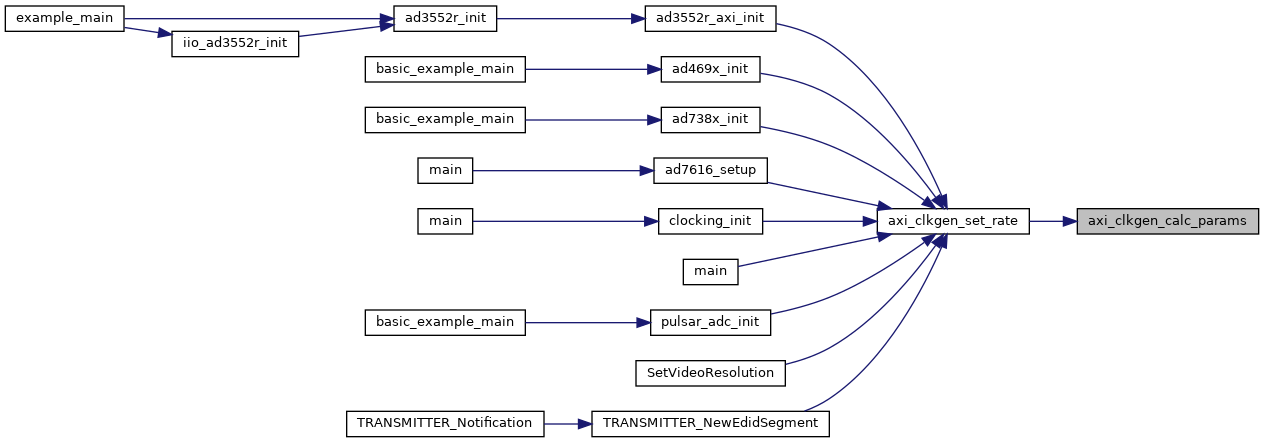 example_main
ad3552r_init
ad3552r_axi_init
iio_ad3552r_init
basic_example_main
ad469x_init
basic_example_main
ad738x_init
main
ad7616_setup
main
clocking_init
axi_clkgen_set_rate
axi_clkgen_calc_params
main
basic_example_main
pulsar_adc_init
SetVideoResolution
TRANSMITTER_Notification
TRANSMITTER_NewEdidSegment